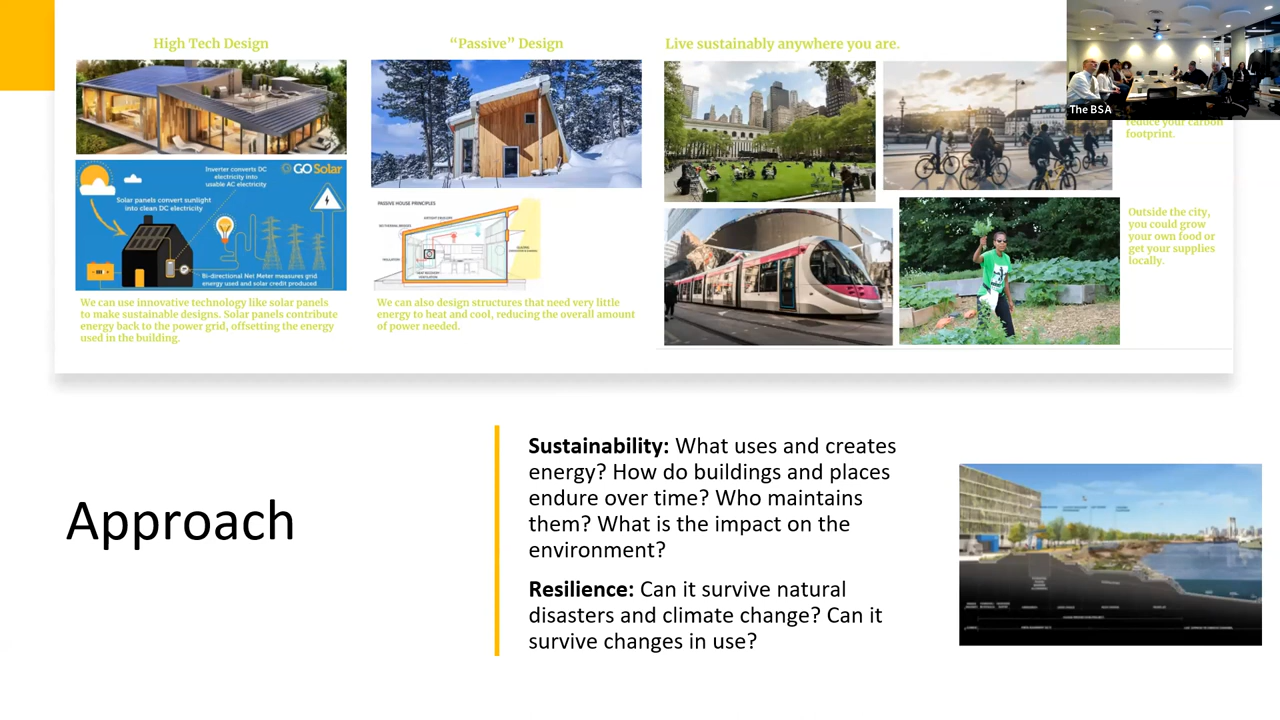 High Tech Design
“Passive” Design
Live sustainably anywhere you are.
The BSA
reduce your carbon
footprint.
Inverter converts DC
electricity into
usable AC electricity
GO Solar
Solar panels convert sunlight
into clean DC electricity
Bi-directional Net Meter measures grid
energy used and solar credit produced
PASSIVE HOUSE PRINCIPLES
Outside the city,
you could grow
your own food or
get your supplies
locally.
We can use innovative technology like solar panels
to make sustainable designs. Solar panels contribute
energy back to the power grid, offsetting the energy
used in the building.
We can also design structures that need very little
energy to heat and cool, reducing the overall amount
of power needed.
Approach
Sustainability: What uses and creates
energy? How do buildings and places
endure over time? Who maintains
them? What is the impact on the
environment?
Resilience: Can it survive natural
disasters and climate change? Can it
survive changes in use?